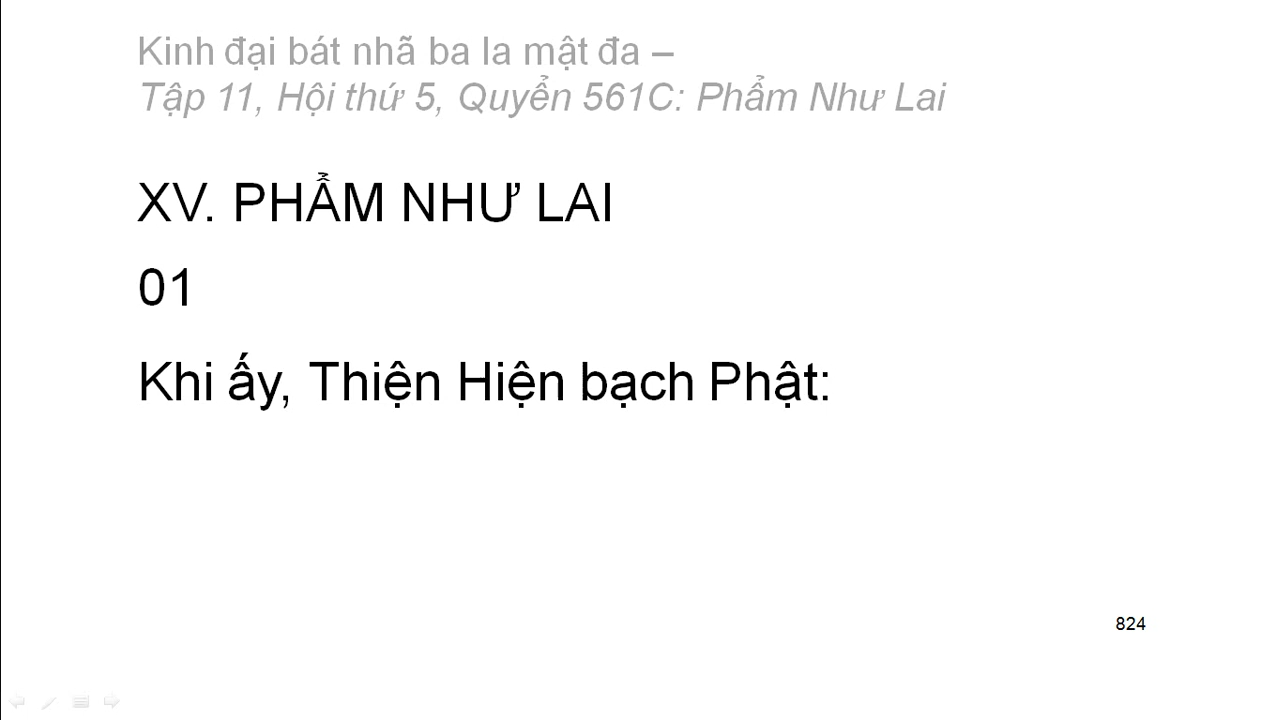 Kinh đại bát nhã ba la mật đa –
Tập 11, Hội thứ 5, Quyển 561C: Phẩm Như Lai
XV. PHẨM NHƯ LAI
01
Khi ấy, Thiện Hiện bạch Phật:
824